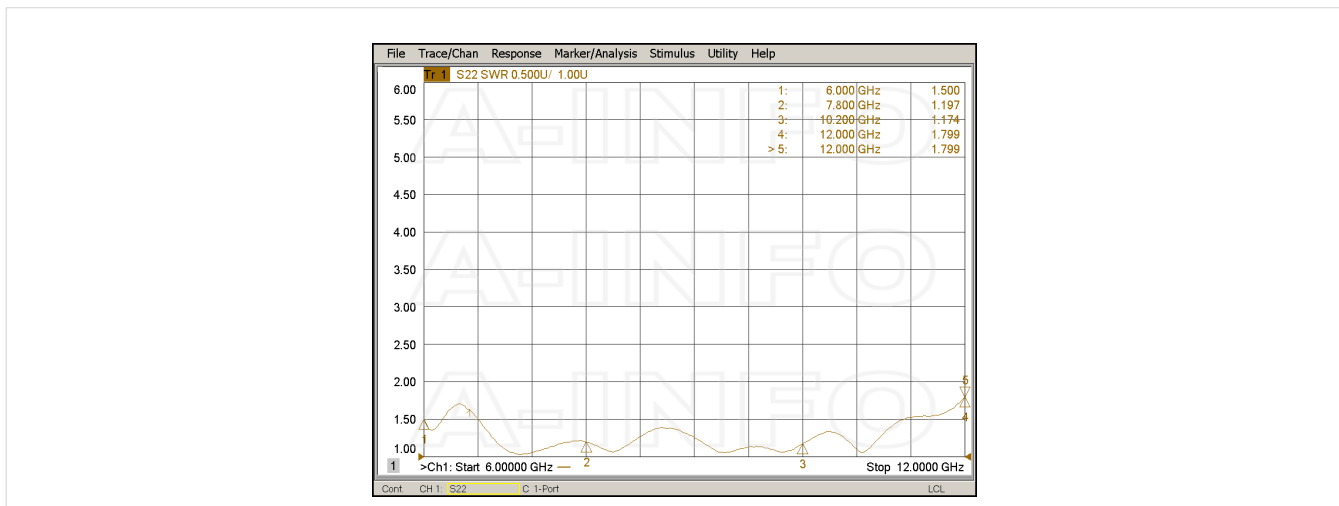 File Trace/Chan Response Marker/Analysis Stimulus Utility Help
Tr 1 S22 SWR 0.500U/ 1.00U
6.00
5.50
5.00
4.50
4.00
3.50
3.00
2.50
2.00
1.50
1.00
1: 6.000 GHz 1.500
2: 7.800 GHz 1.197
3: 10.200 GHz 1.174
4: 12.000 GHz 1.799
> 5: 12.000 GHz 1.799
A-INFO
A-INFO
A-INFO
5
4
1
2
3
1 >Ch1: Start 6.00000 GHz — Stop 12.0000 GHz
Cont. CH 1: S22 C 1-Port LCL